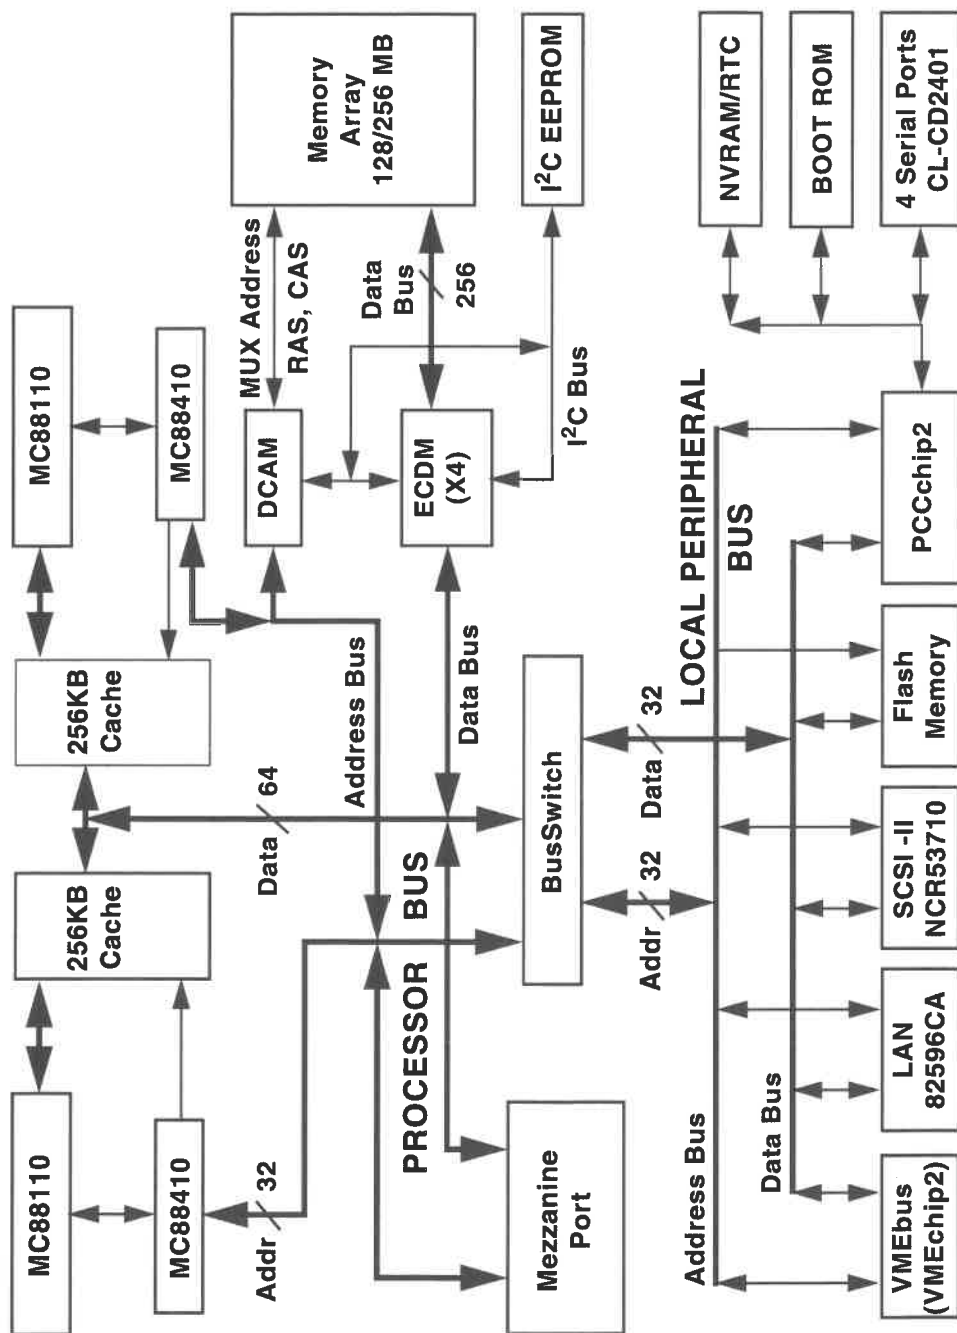 MC88110
MC88410
256KB
Cache
256KB
Cache
MC88110
MC88410
Addr
32
Data
64
Address Bus
MUX Address
RAS, CAS
DCAM
Memory
Array
128/256 MB
Data
Bus
256
ECDM
(X4)
I²C Bus
I²C EEPROM
Data Bus
PROCESSOR BUS
Mezzanine
Port
BusSwitch
Addr
32
Data
32
LOCAL PERIPHERAL
BUS
Address Bus
Data Bus
VMEbus
(VMEchip2)
LAN
82596CA
SCSI -II
NCR53710
Flash
Memory
PCCchip2
NVRAM/RTC
BOOT ROM
4 Serial Ports
CL-CD2401